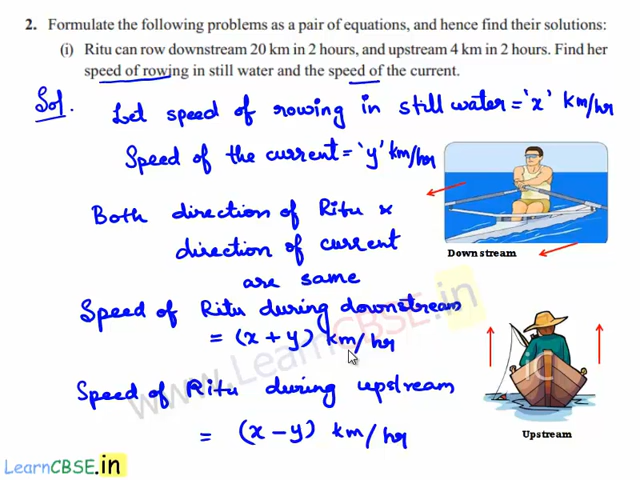 2. Formulate the following problems as a pair of equations, and hence find their solutions:
(i) Ritu can row downstream 20 km in 2 hours, and upstream 4 km in 2 hours. Find her
speed of rowing in still water and the speed of the current.
Sol. Let speed of rowing in still water = 'x' km/hr
Speed of the current = 'y' km/hr
Both direction of Ritu &
direction of current
are same
Down stream
Speed of Ritu during downstream
= (x + y) km/hr
Speed of Ritu during upstream
= (x - y) km/hr
Upstream
www.LearnCBSE.in
LearnCBSE.in